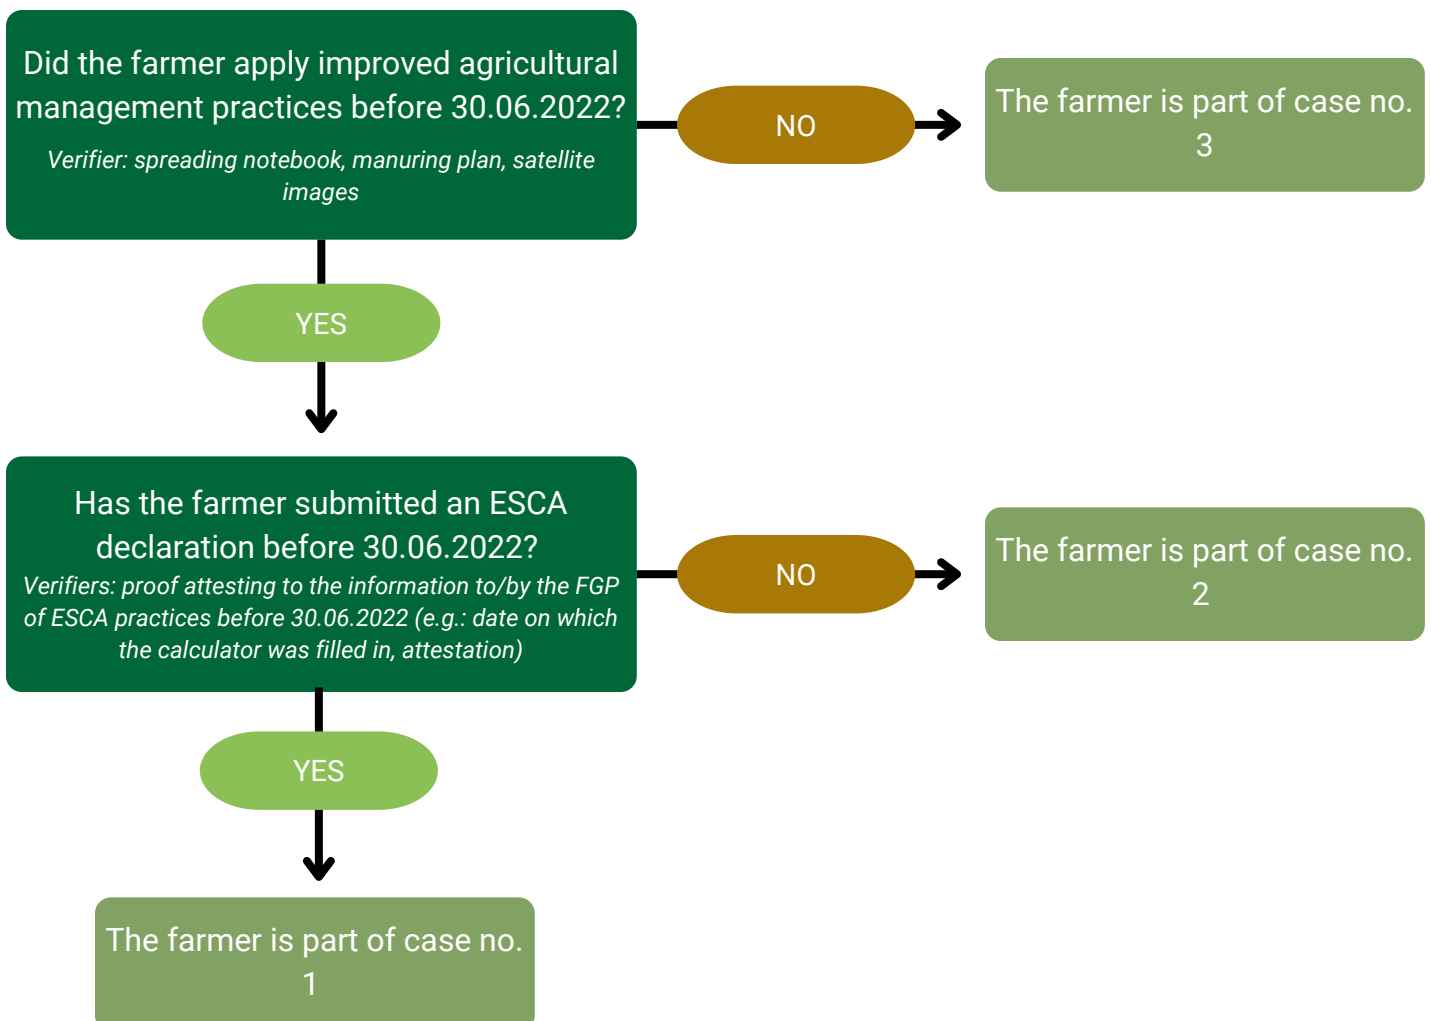 Did the farmer apply improved agricultural
management practices before 30.06.2022?
Verifier: spreading notebook, manuring plan, satellite
images
NO
The farmer is part of case no.
3
YES
Has the farmer submitted an ESCA
declaration before 30.06.2022?
Verifiers: proof attesting to the information to/by the FGP
of ESCA practices before 30.06.2022 (e.g.: date on which
the calculator was filled in, attestation)
NO
The farmer is part of case no.
2
YES
The farmer is part of case no.
1